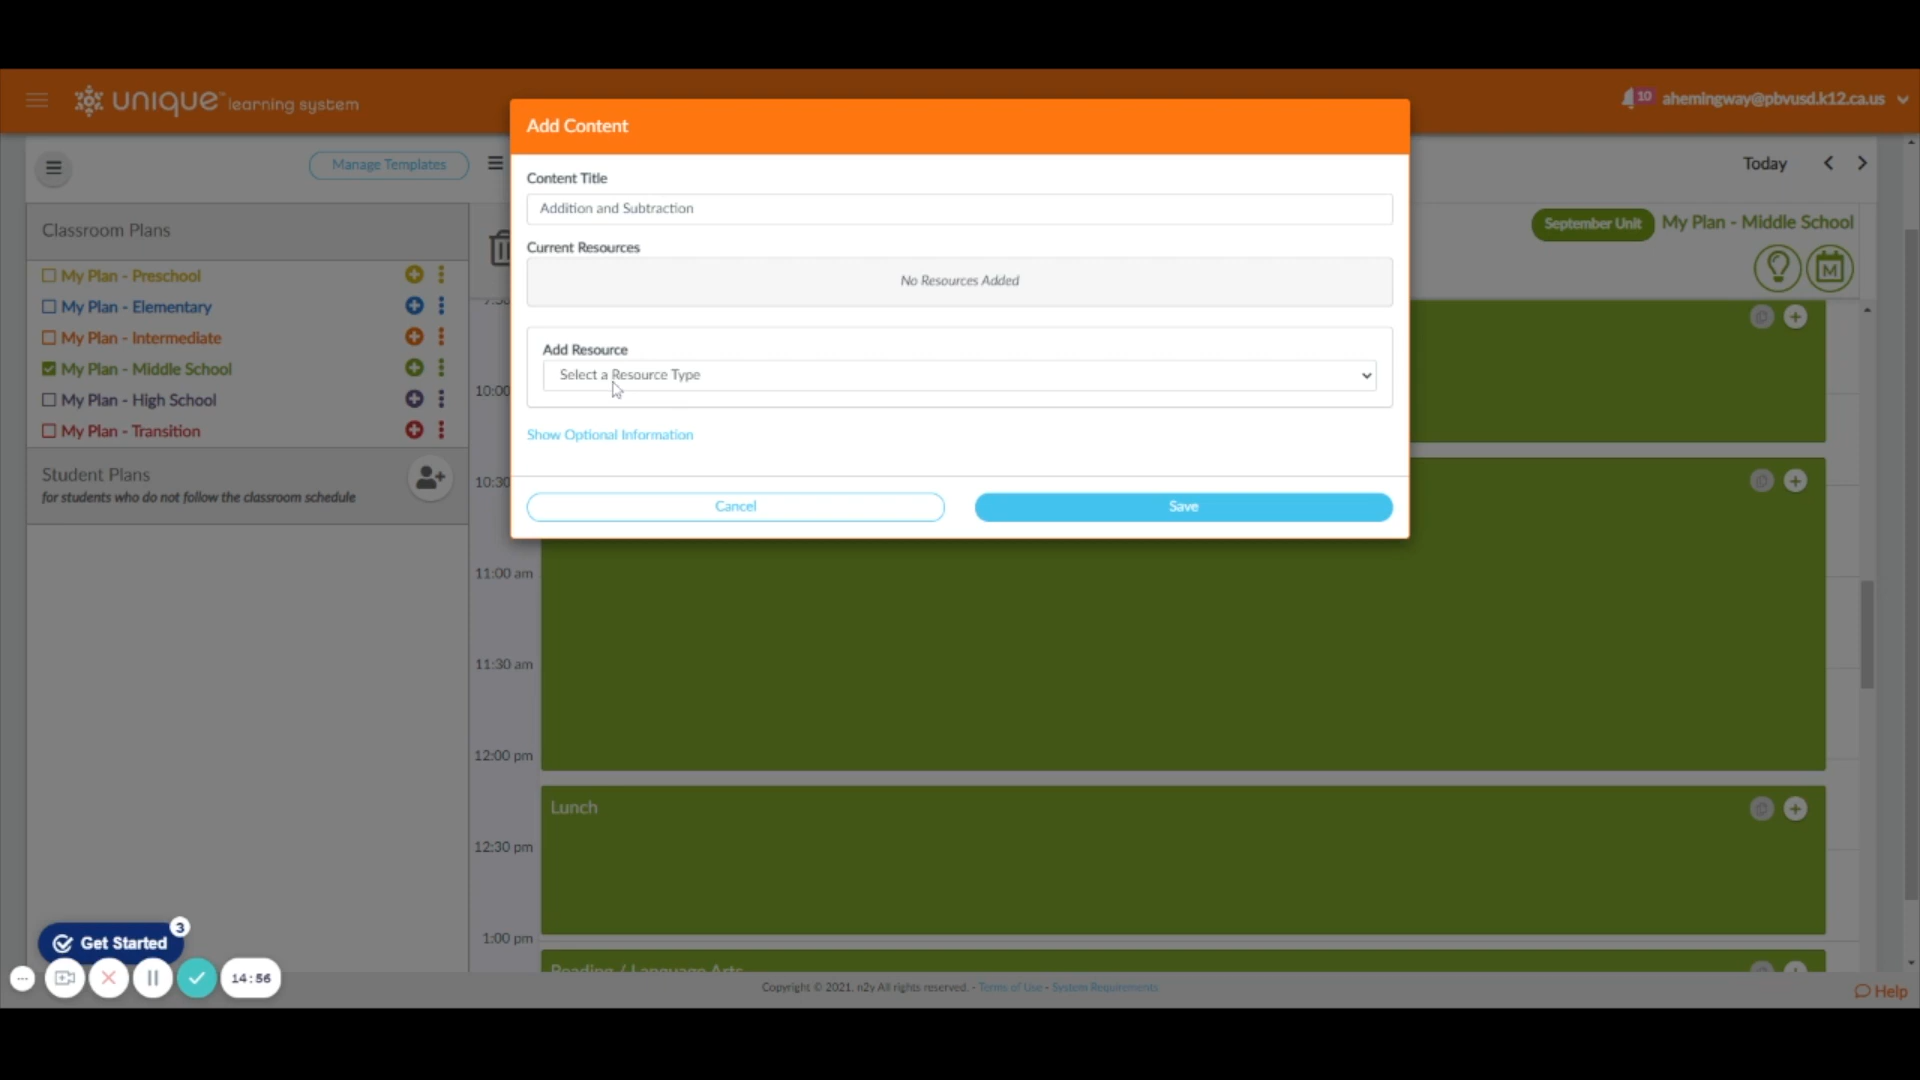 unique™ learning system
10 ahemingway@pbvusd.k12.ca.us
Manage Templates
Today
Classroom Plans
My Plan - Preschool
My Plan - Elementary
My Plan - Intermediate
My Plan - Middle School
My Plan - High School
My Plan - Transition
Student Plans
for students who do not follow the classroom schedule
Add Content
Content Title
Addition and Subtraction
Current Resources
No Resources Added
Add Resource
Select a Resource Type
Show Optional Information
Cancel
Save
September Unit
My Plan - Middle School
M
10:00
10:30
11:00 am
11:30 am
12:00 pm
Lunch
12:30 pm
1:00 pm
Reading / Language Arts
Get Started
3
14:56
Copyright © 2021. n2y All rights reserved. - Terms of Use - System Requirements
Help